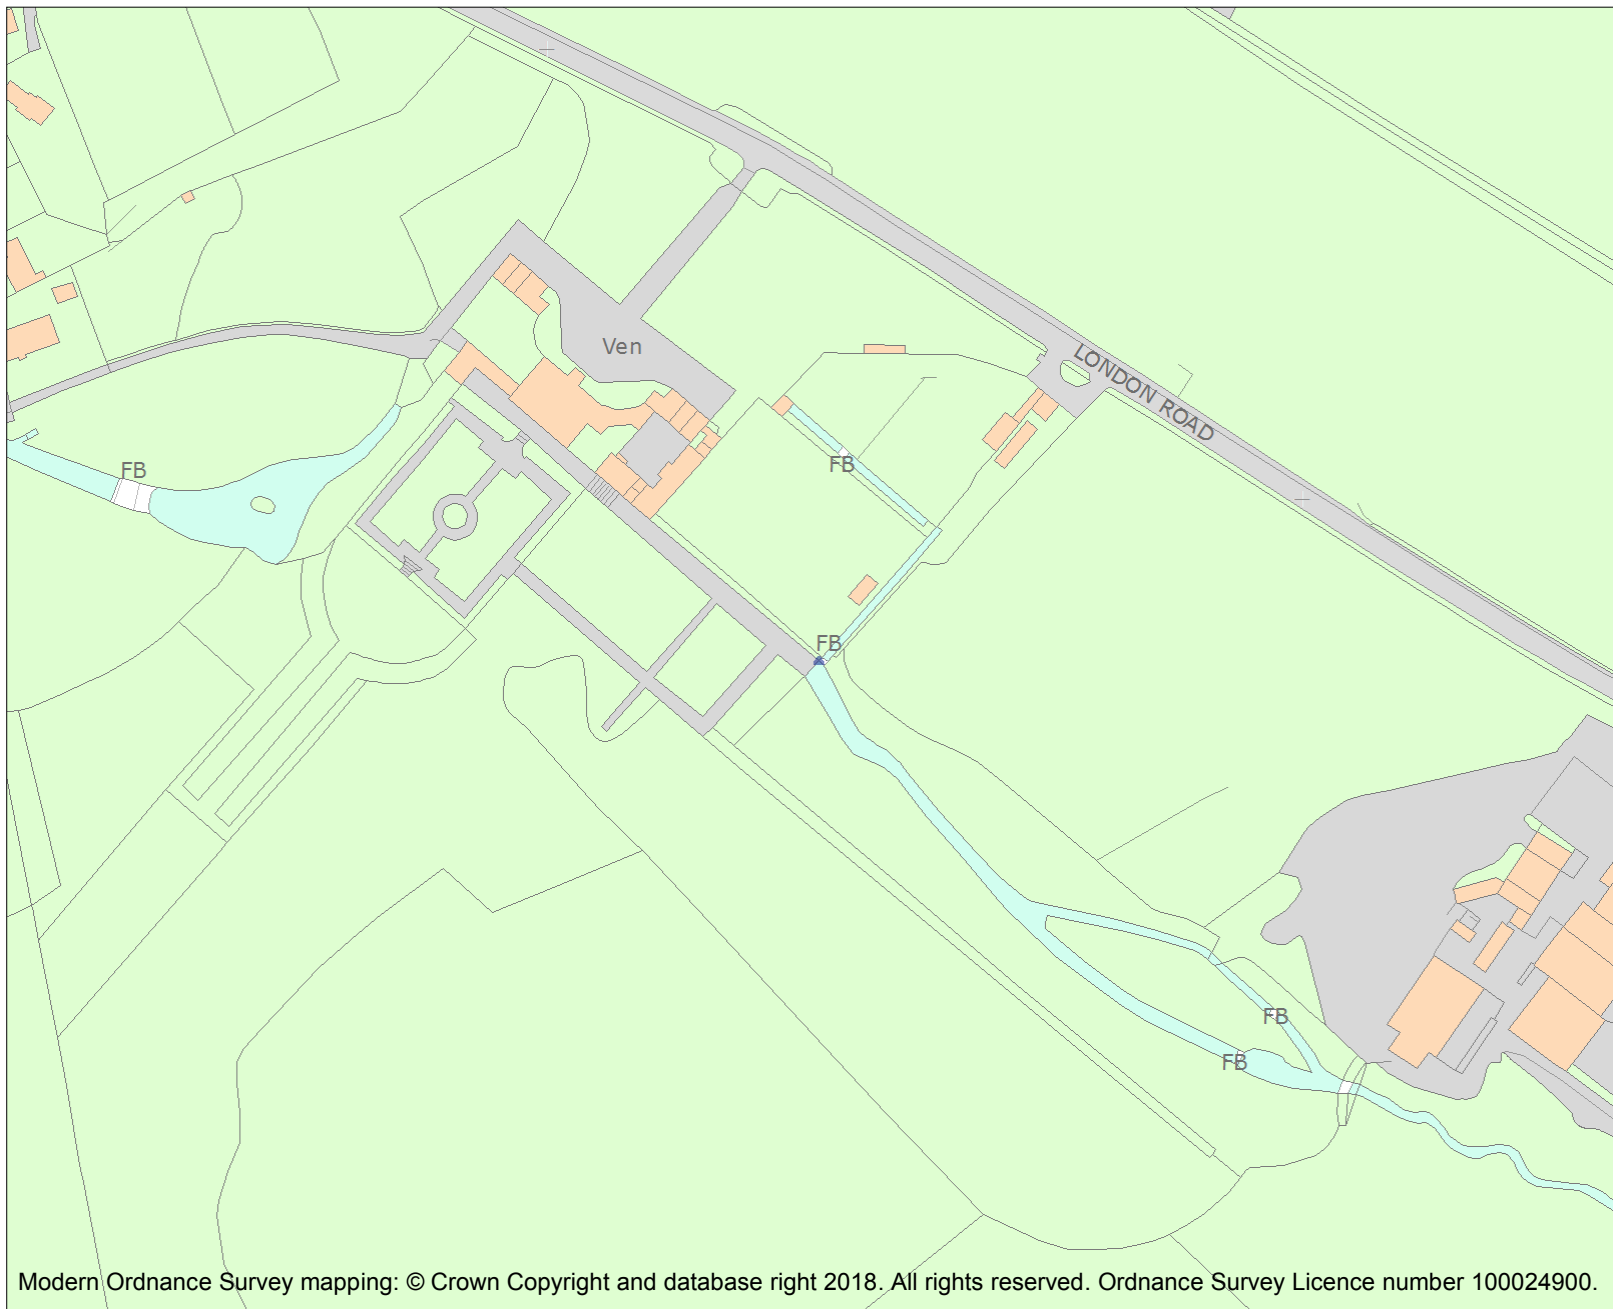 Ven
LONDON ROAD
FB
FB
FB
FB
FB
Modern Ordnance Survey mapping: © Crown Copyright and database right 2018. All rights reserved. Ordnance Survey Licence number 100024900.